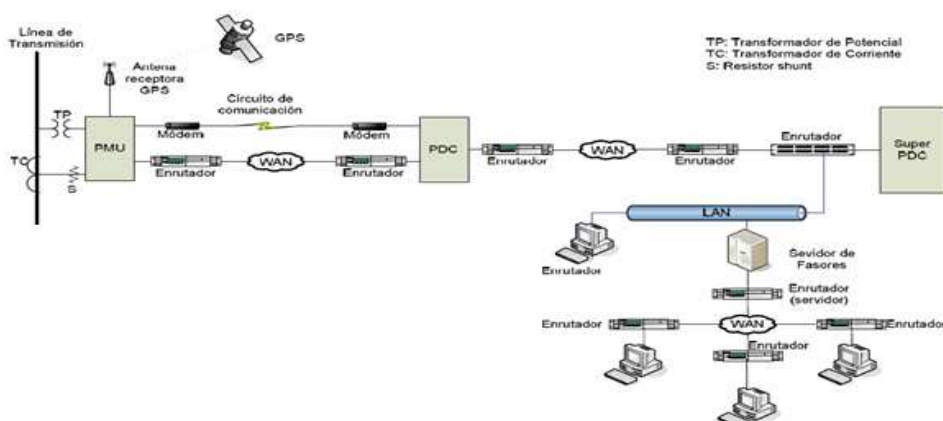 Línea de
Transmisión
GPS
Antena
receptora
GPS
TP: Transformador de Potencial
TC: Transformador de Corriente
S: Resistor shunt
Circuito de
comunicación
TP
Módem
Módem
Enrutador
PMU
PDC
Super
PDC
TC
S
WAN
Enrutador
Enrutador
Enrutador
WAN
Enrutador
LAN
Enrutador
Sevidor de
Fasores
Enrutador
(servidor)
Enrutador
WAN
Enrutador
Enrutador